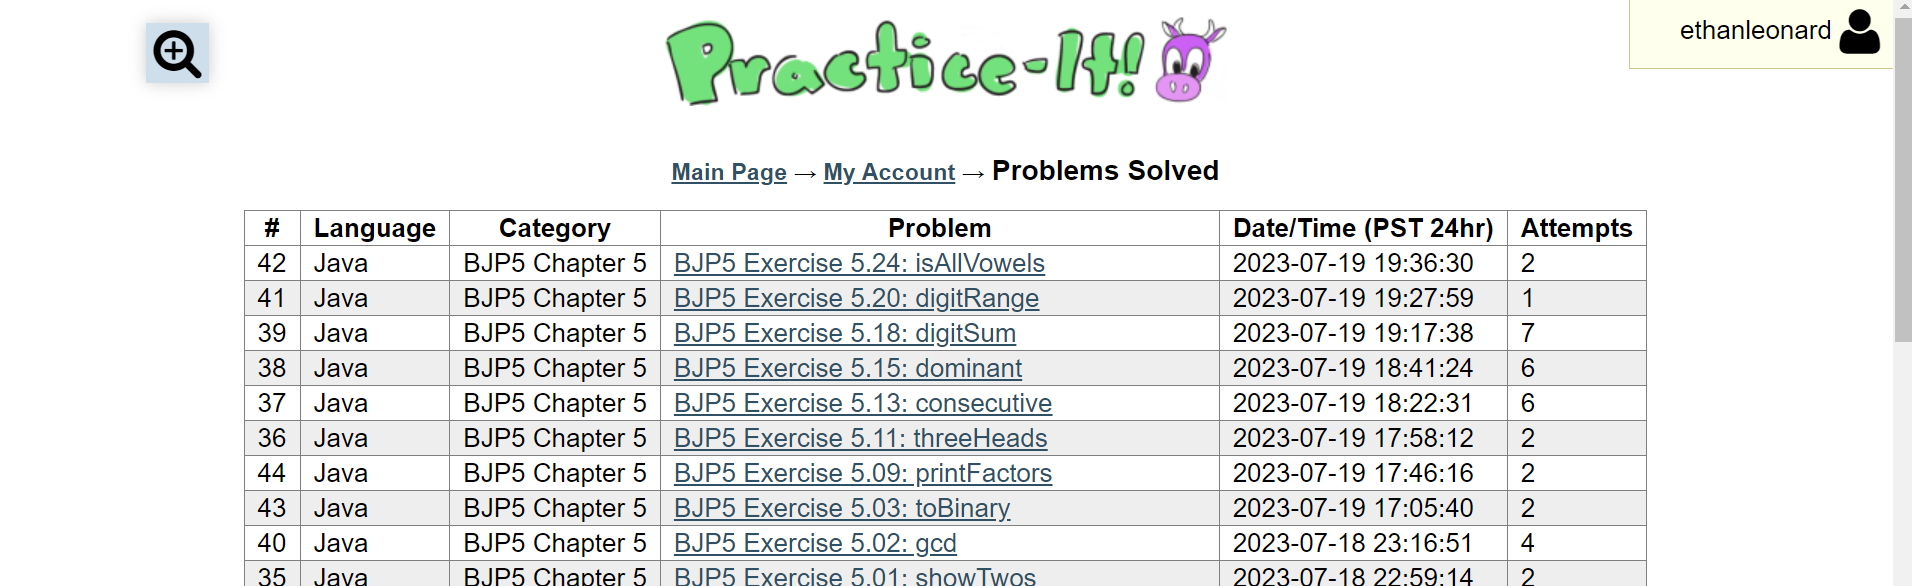 Practice-It!
ethanleonard
Main Page → My Account → Problems Solved
# Language Category Problem Date/Time (PST 24hr) Attempts
42 Java BJP5 Chapter 5 BJP5 Exercise 5.24: isAllVowels 2023-07-19 19:36:30 2
41 Java BJP5 Chapter 5 BJP5 Exercise 5.20: digitRange 2023-07-19 19:27:59 1
39 Java BJP5 Chapter 5 BJP5 Exercise 5.18: digitSum 2023-07-19 19:17:38 7
38 Java BJP5 Chapter 5 BJP5 Exercise 5.15: dominant 2023-07-19 18:41:24 6
37 Java BJP5 Chapter 5 BJP5 Exercise 5.13: consecutive 2023-07-19 18:22:31 6
36 Java BJP5 Chapter 5 BJP5 Exercise 5.11: threeHeads 2023-07-19 17:58:12 2
44 Java BJP5 Chapter 5 BJP5 Exercise 5.09: printFactors 2023-07-19 17:46:16 2
43 Java BJP5 Chapter 5 BJP5 Exercise 5.03: toBinary 2023-07-19 17:05:40 2
40 Java BJP5 Chapter 5 BJP5 Exercise 5.02: gcd 2023-07-18 23:16:51 4
35 Java BJP5 Chapter 5 BJP5 Exercise 5.01: showTwos 2023-07-18 22:59:14 2